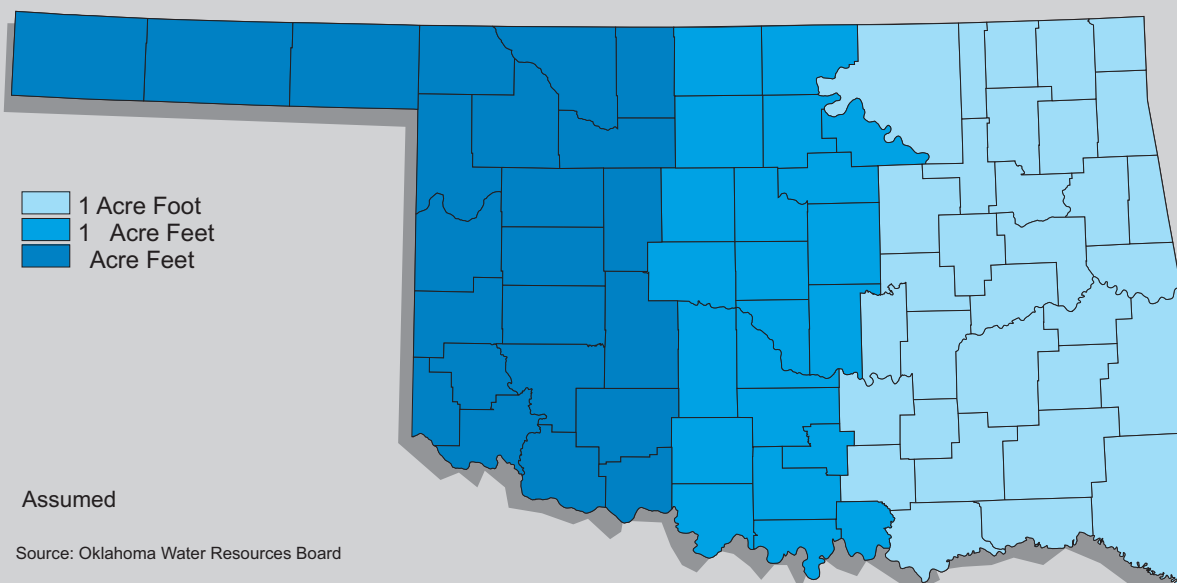 1 Acre Foot
1 Acre Feet
Acre Feet
Assumed
Source: Oklahoma Water Resources Board